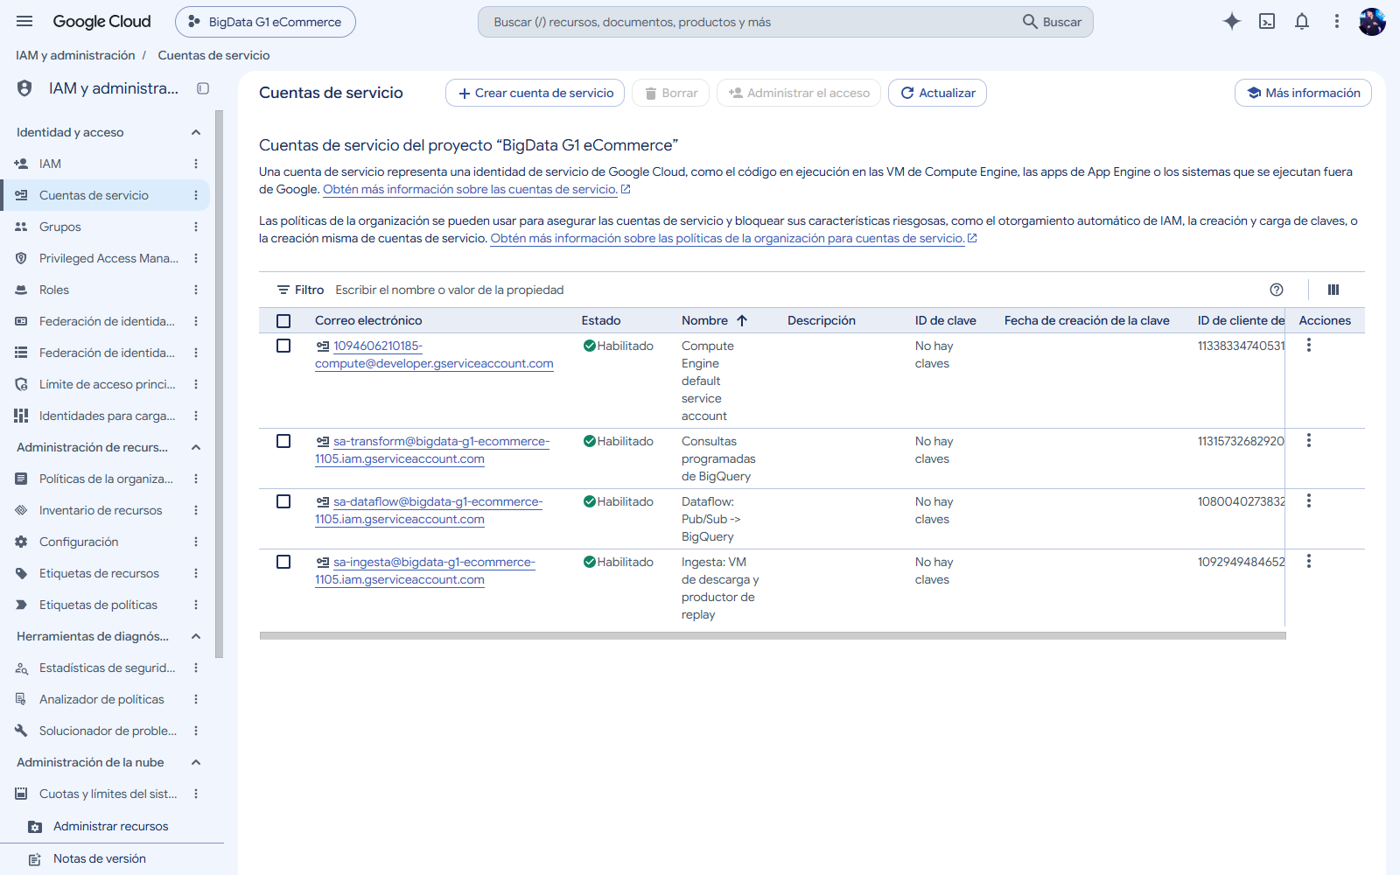 Google Cloud
BigData G1 eCommerce
Buscar (/) recursos, documentos, productos y más
Buscar
IAM y administración / Cuentas de servicio
IAM y administra...
Identidad y acceso
IAM
Cuentas de servicio
Grupos
Privileged Access Mana...
Roles
Federación de identida...
Federación de identida...
Límite de acceso princi...
Identidades para carga...
Administración de recurs...
Políticas de la organiza...
Inventario de recursos
Configuración
Etiquetas de recursos
Etiquetas de políticas
Herramientas de diagnós...
Estadísticas de segurid...
Analizador de políticas
Solucionador de proble...
Administración de la nube
Cuotas y límites del sist...
Administrar recursos
Notas de versión
Cuentas de servicio
Crear cuenta de servicio
Borrar
Administrar el acceso
Actualizar
Más información
Cuentas de servicio del proyecto “BigData G1 eCommerce”
Una cuenta de servicio representa una identidad de servicio de Google Cloud, como el código en ejecución en las VM de Compute Engine, las apps de App Engine o los sistemas que se ejecutan fuera
de Google. Obtén más información sobre las cuentas de servicio.
Las políticas de la organización se pueden usar para asegurar las cuentas de servicio y bloquear sus características riesgosas, como el otorgamiento automático de IAM, la creación y carga de claves, o
la creación misma de cuentas de servicio. Obtén más información sobre las políticas de la organización para cuentas de servicio.
Filtro Escribir el nombre o valor de la propiedad
Correo electrónico Estado Nombre Descripción ID de clave Fecha de creación de la clave ID de cliente de Acciones
1094606210185- Habilitado Compute No hay 11338334740531
compute@developer.gserviceaccount.com Engine claves
default
service
account
sa-transform@bigdata-g1-ecommerce- Habilitado Consultas No hay 11315732682920
1105.iam.gserviceaccount.com programadas claves
de BigQuery
sa-dataflow@bigdata-g1-ecommerce- Habilitado Dataflow: No hay 1080040273832
1105.iam.gserviceaccount.com Pub/Sub -> claves
BigQuery
sa-ingesta@bigdata-g1-ecommerce- Habilitado Ingesta: VM No hay 1092949484652
1105.iam.gserviceaccount.com de descarga y claves
productor de
replay